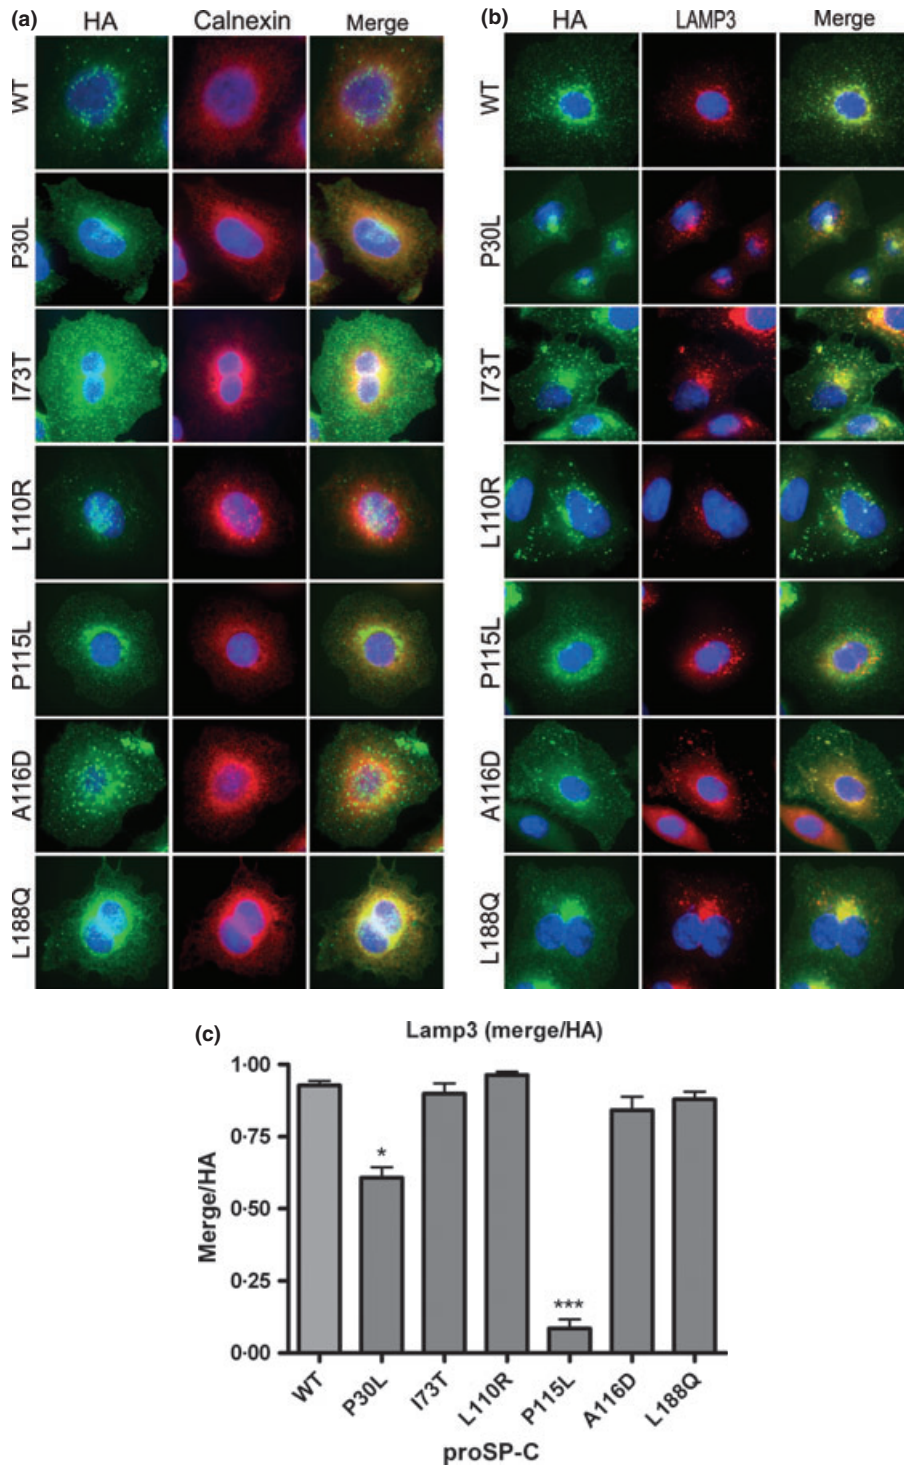 (a) HA Calnexin Merge
WT
P30L
I73T
L110R
P115L
A116D
L188Q
(b) HA LAMP3 Merge
WT
P30L
I73T
L110R
P115L
A116D
L188Q
(c) Lamp3 (merge/HA)
Merge/HA
1·00
0·75
0·50
0·25
0·00
*
***
WT P30L I73T L110R P115L A116D L188Q
proSP-C